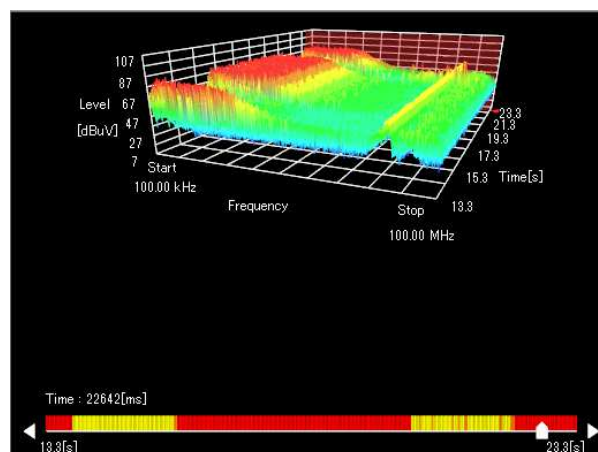 107
87
Level 67
[dBuV] 47
27
7
Start
100.00 kHz
Frequency
Stop
100.00 MHz
23.3
21.3
19.3
17.3
15.3 Time[s]
13.3
Time : 22642[ms]
13.3[s] 23.3[s]